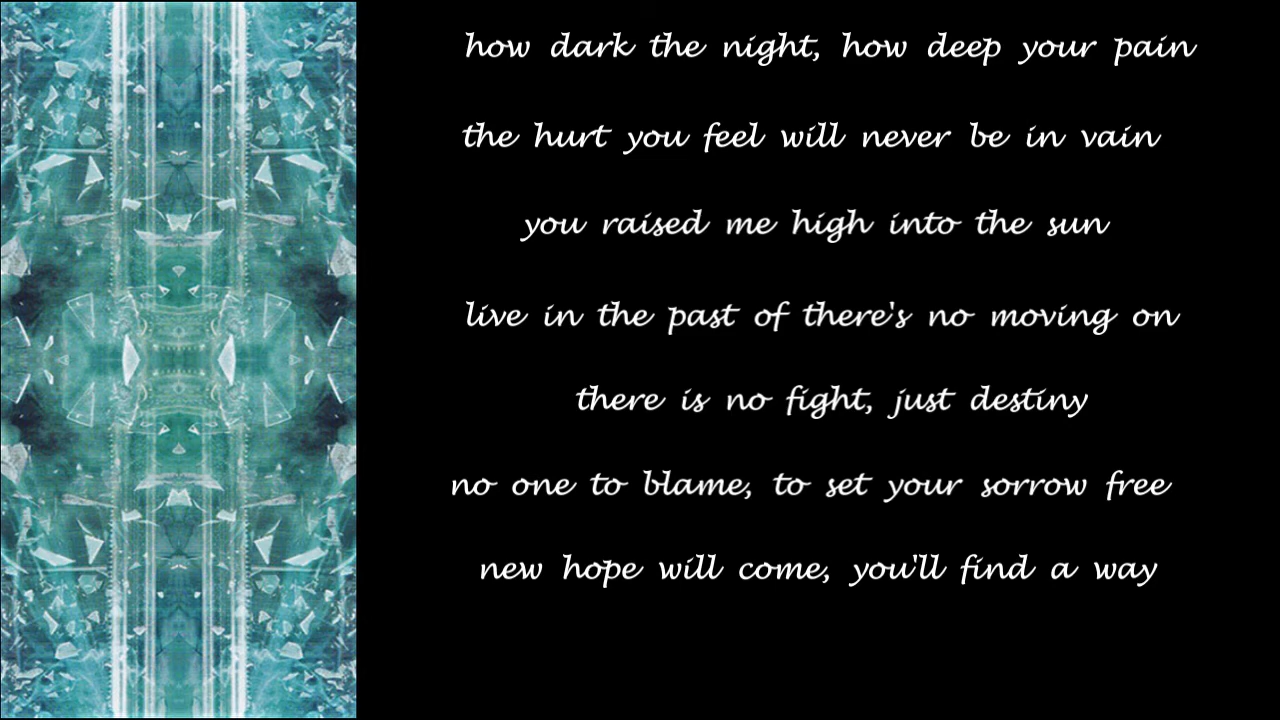 how dark the night, how deep your pain
the hurt you feel will never be in vain
you raised me high into the sun
live in the past of there's no moving on
there is no fight, just destiny
no one to blame, to set your sorrow free
new hope will come, you'll find a way